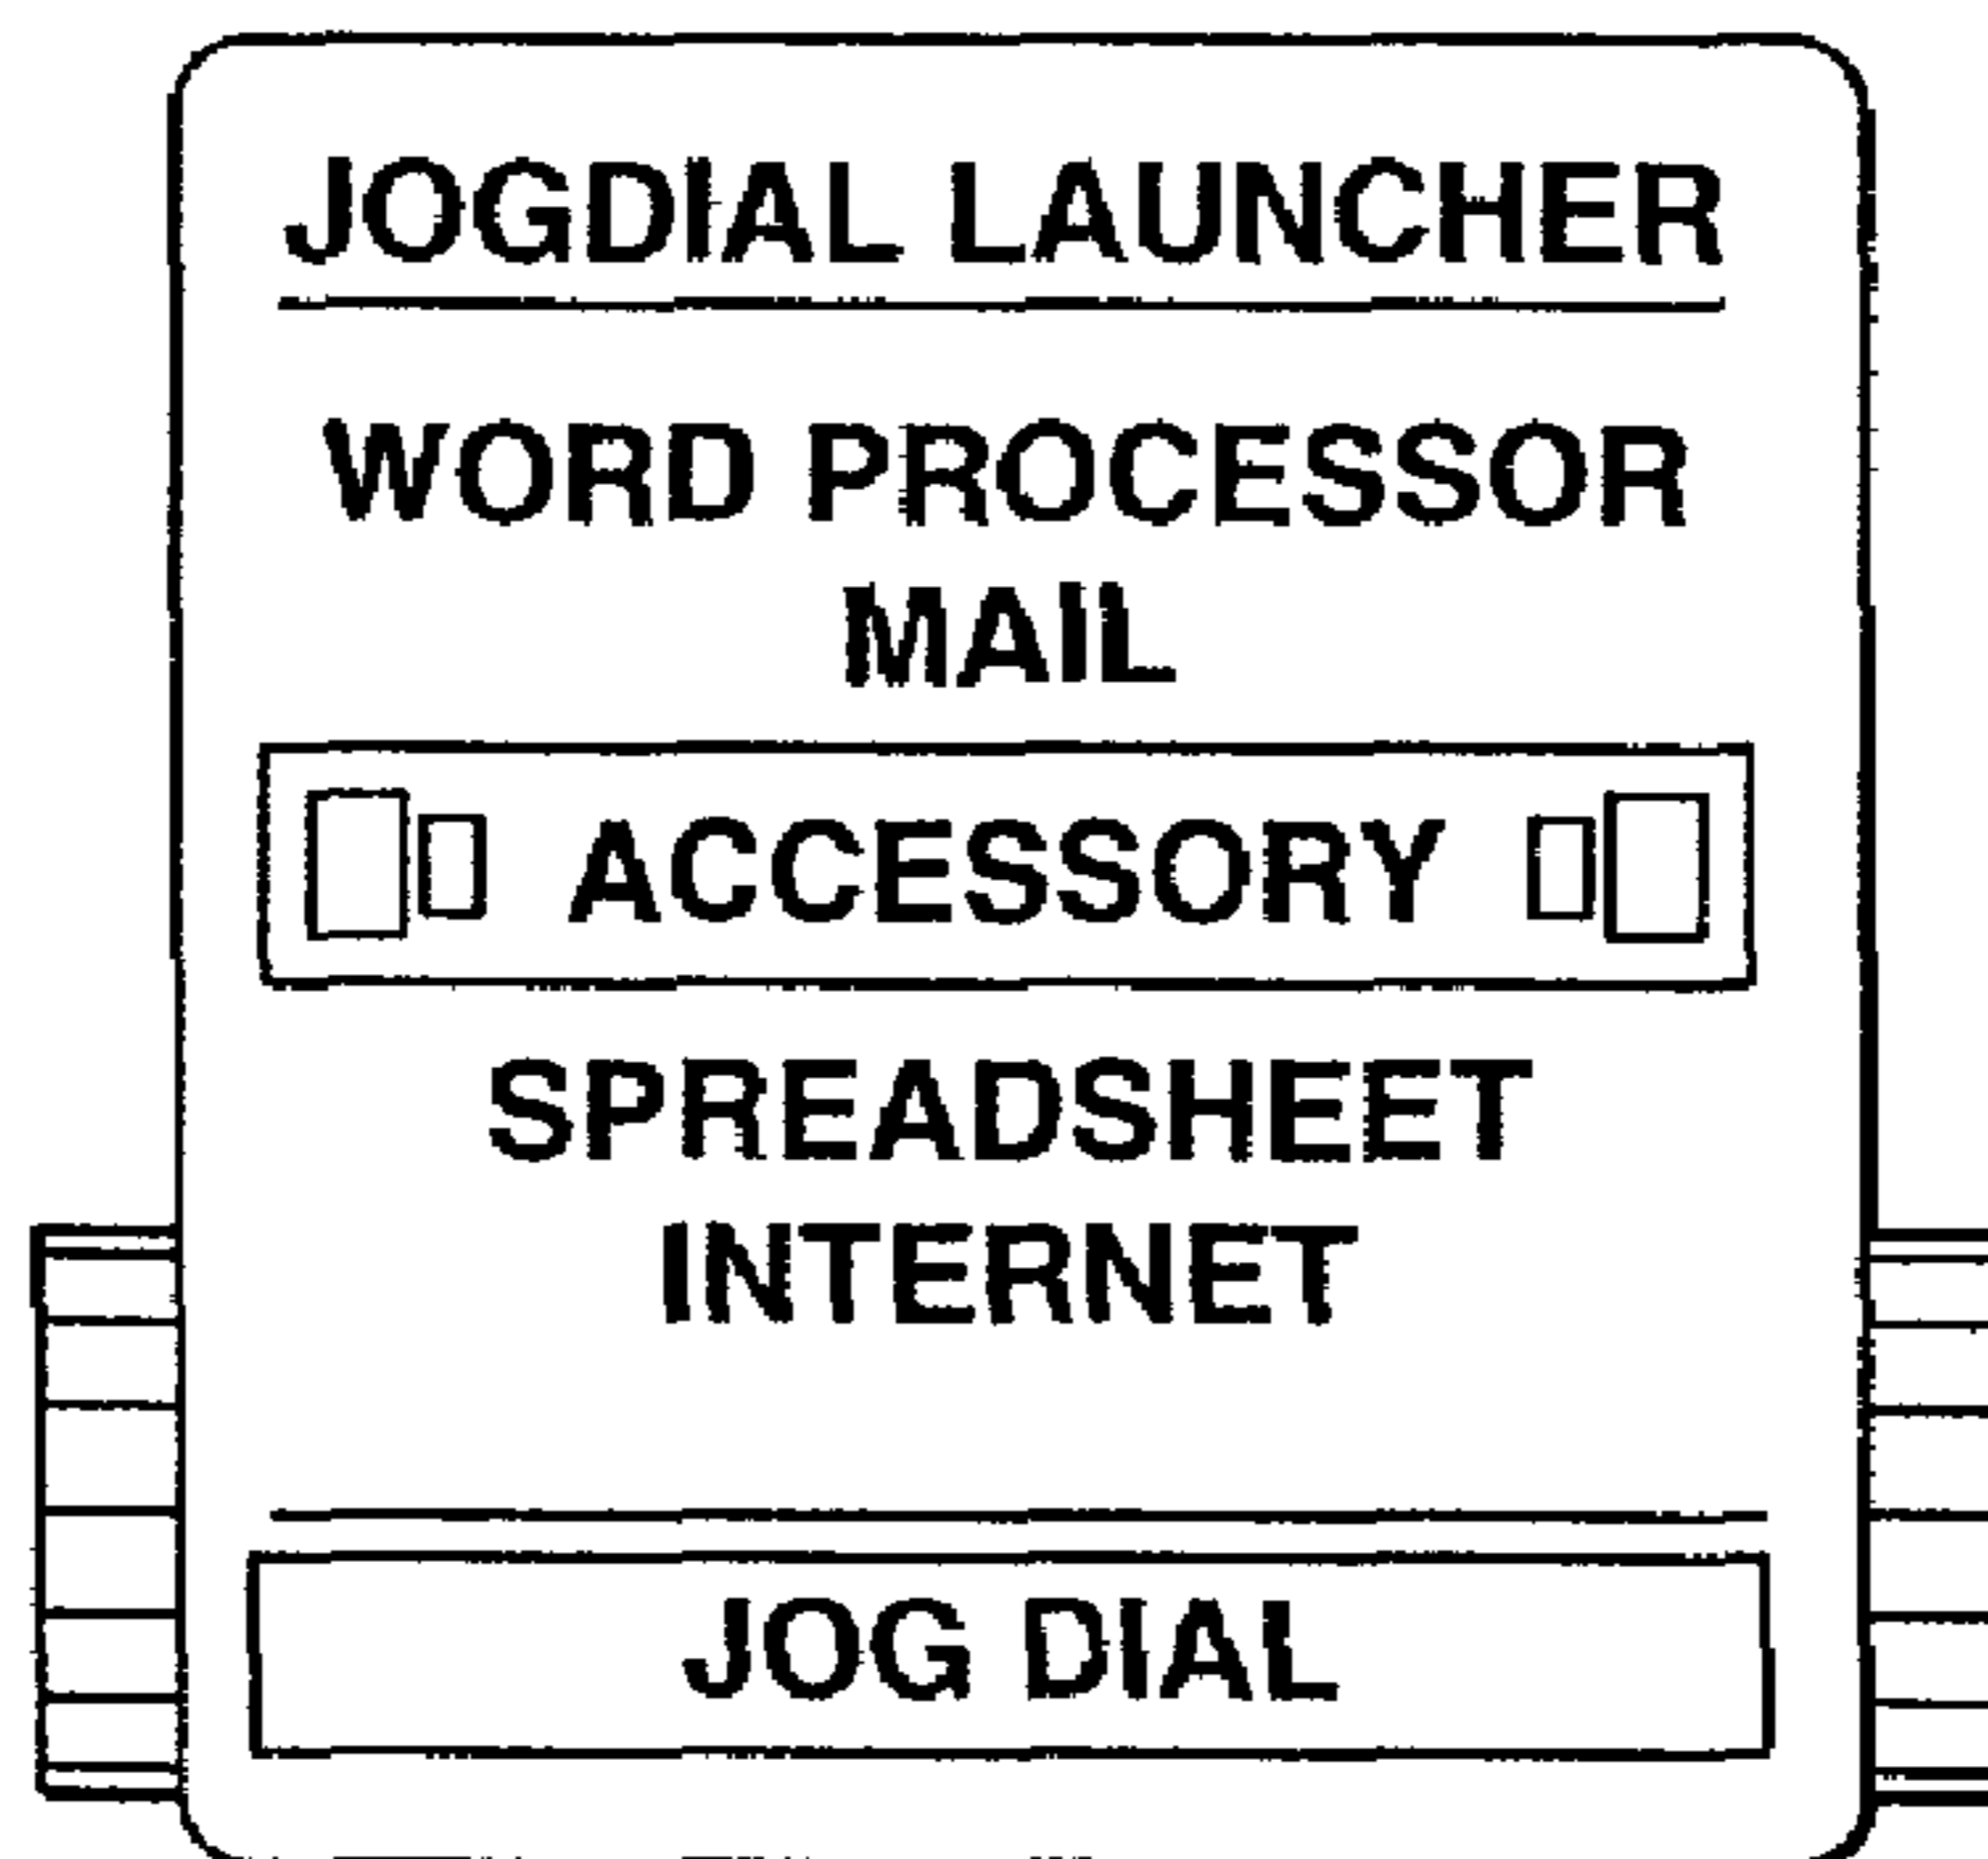 JOGDIAL LAUNCHER
WORD PROCESSOR
MAIL
ACCESSORY
SPREADSHEET
INTERNET
JOG DIAL